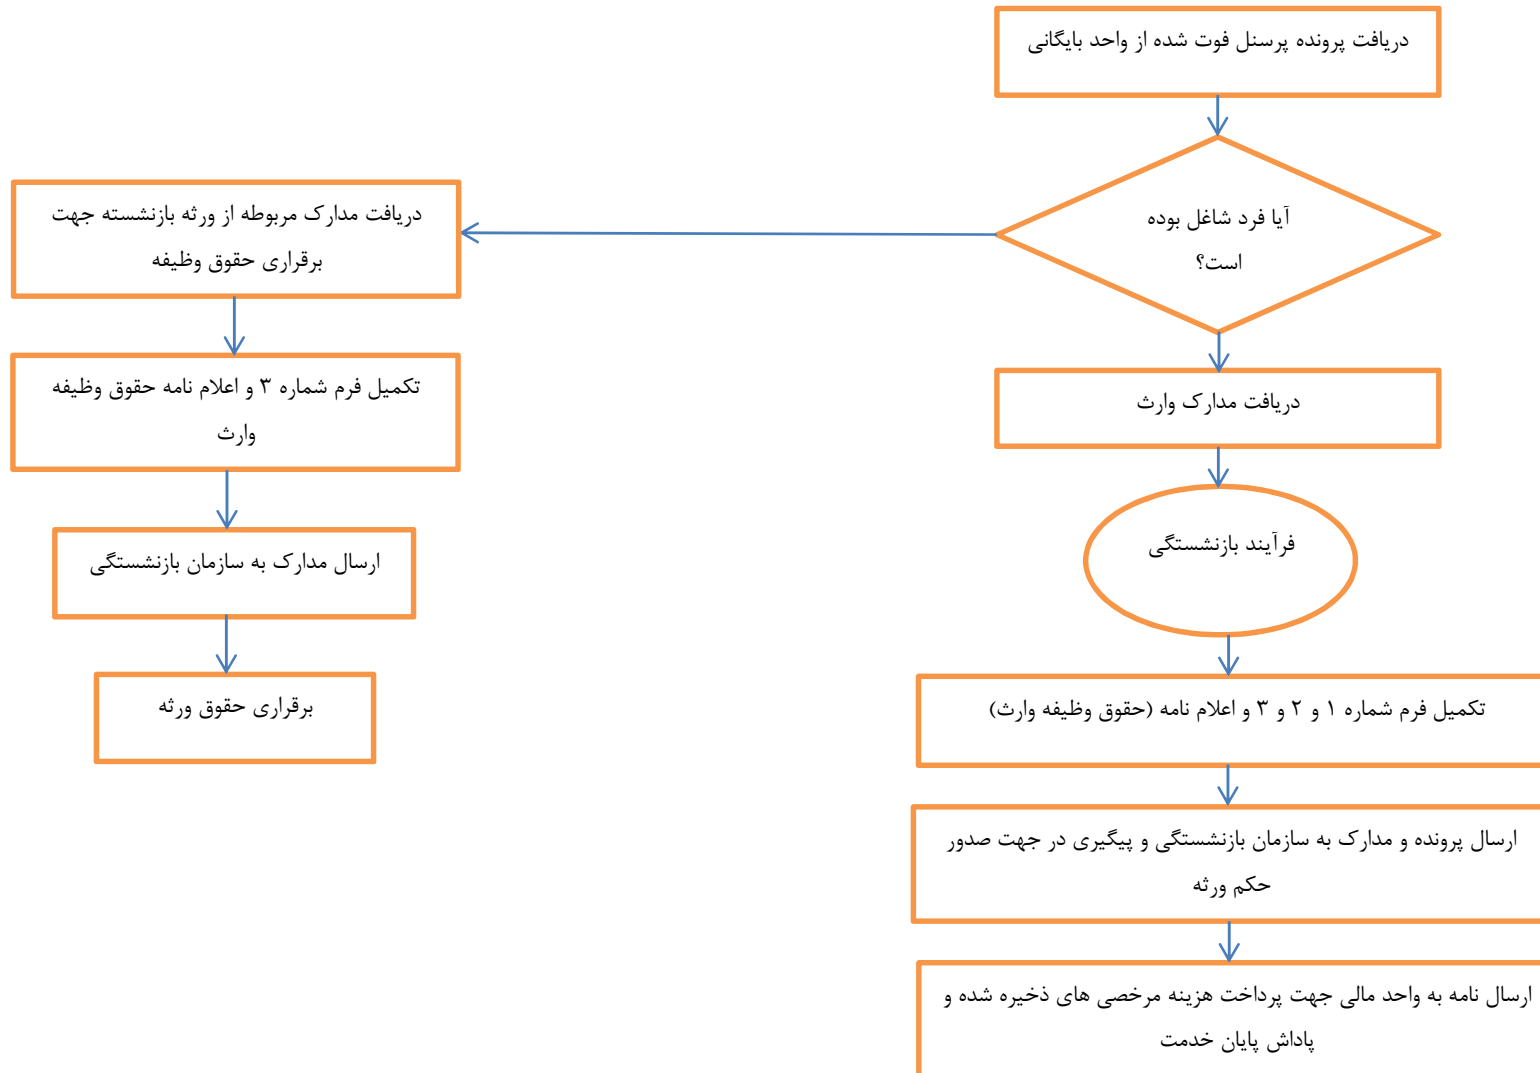 دریافت پرونده پرسنل فوت شده از واحد بایگانی
آیا فرد شاغل بوده
است؟
دریافت مدارک وارث
فرآیند بازنشستگی
تکمیل فرم شماره ۱ و ۲ و ۳ و اعلام نامه (حقوق وظیفه وارث)
ارسال پرونده و مدارک به سازمان بازنشستگی و پیگیری در جهت صدور
حکم ورثه
ارسال نامه به واحد مالی جهت پرداخت هزینه مرخصی های ذخیره شده و
پاداش پایان خدمت
دریافت مدارک مربوطه از ورثه بازنشسته جهت
برقراری حقوق وظیفه
تکمیل فرم شماره ۳ و اعلام نامه حقوق وظیفه
وارث
ارسال مدارک به سازمان بازنشستگی
برقراری حقوق ورثه